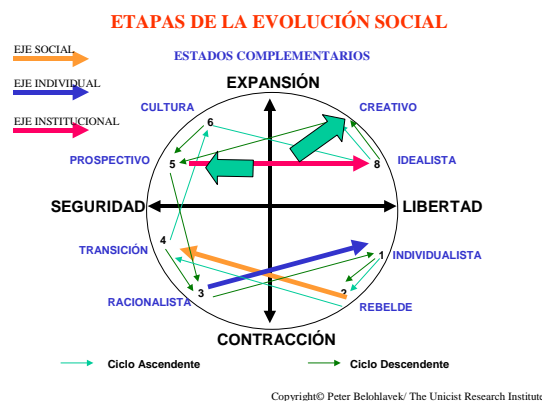 ETAPAS DE LA EVOLUCIÓN SOCIAL
EJE SOCIAL
ESTADOS COMPLEMENTARIOS
EJE INDIVIDUAL
EXPANSIÓN
CULTURA
6
CREATIVO
EJE INSTITUCIONAL
PROSPECTIVO
5
8
IDEALISTA
SEGURIDAD
LIBERTAD
4
TRANSICIÓN
1
INDIVIDUALISTA
RACIONALISTA
3
2
REBELDE
CONTRACCIÓN
Ciclo Ascendente
Ciclo Descendente
Copyright© Peter Belohlavek/ The Unicist Research Institute